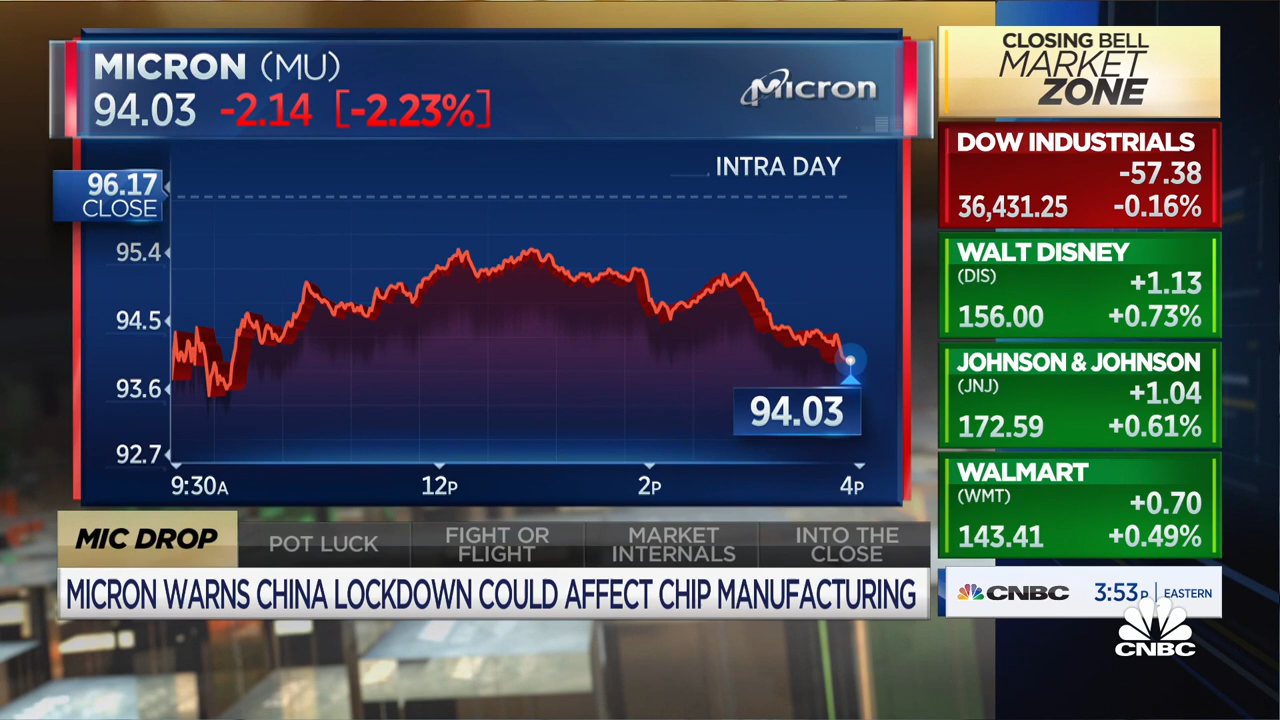 MICRON (MU)
94.03 -2.14 [-2.23%]
Micron
INTRA DAY
96.17
CLOSE
95.4
94.5
93.6
92.7
94.03
9:30A
12P
2P
4P
MIC DROP
POT LUCK
FIGHT OR
FLIGHT
MARKET
INTERNALS
INTO THE
CLOSE
MICRON WARNS CHINA LOCKDOWN COULD AFFECT CHIP MANUFACTURING
CLOSING BELL
MARKET
ZONE
DOW INDUSTRIALS
-57.38
36,431.25 -0.16%
WALT DISNEY
(DIS)
+1.13
156.00 +0.73%
JOHNSON & JOHNSON
(JNJ)
+1.04
172.59 +0.61%
WALMART
(WMT)
+0.70
143.41 +0.49%
CNBC 3:53P EASTERN
CNBC